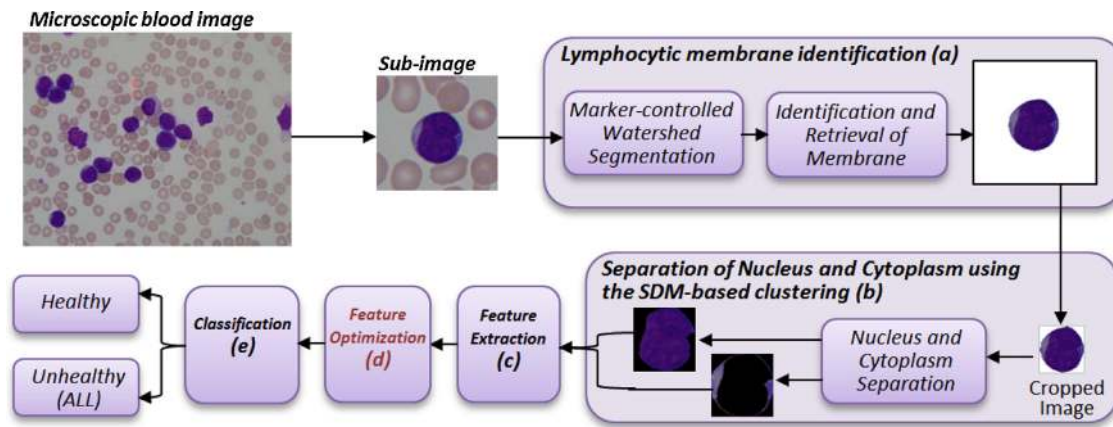 Microscopic blood image
Sub-image
Lymphocytic membrane identification (a)
Marker-controlled
Watershed
Segmentation
Identification and
Retrieval of
Membrane
Separation of Nucleus and Cytoplasm using
the SDM-based clustering (b)
Nucleus and
Cytoplasm
Separation
Cropped
Image
Feature
Extraction
(c)
Feature
Optimization
(d)
Classification
(e)
Healthy
Unhealthy
(ALL)